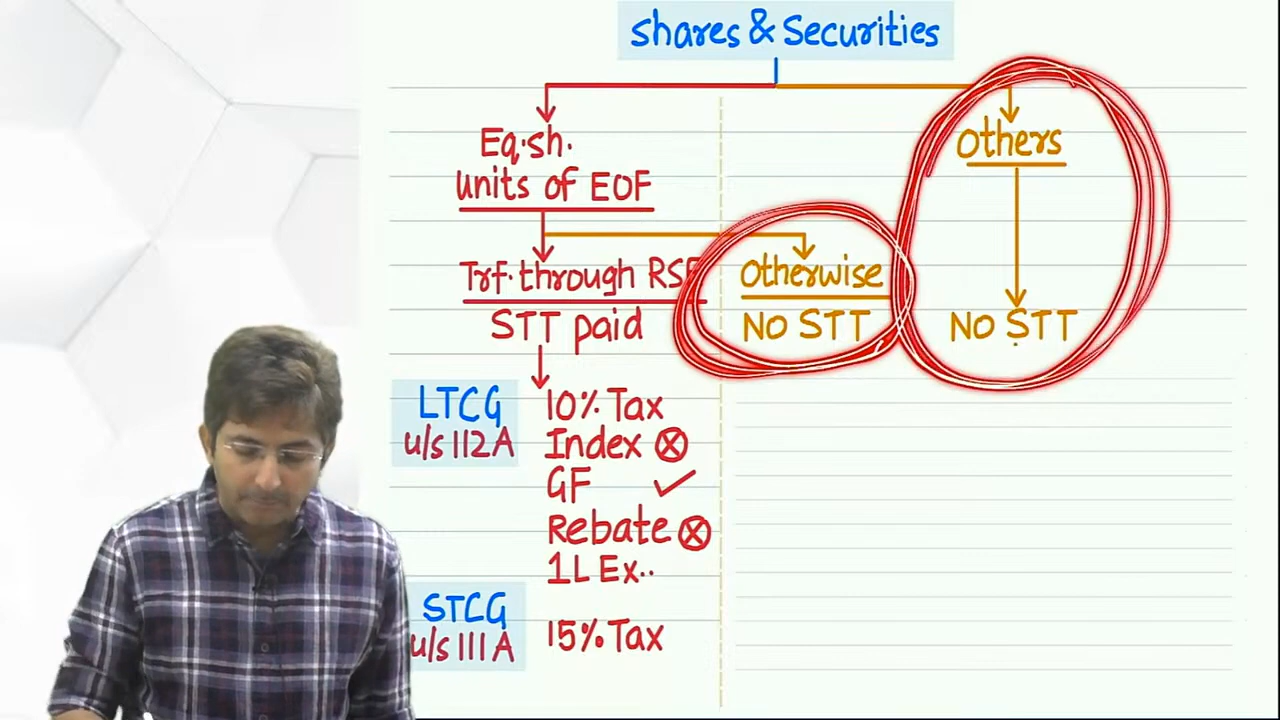 shares & Securities
Eq.sh.
Units of EOF
Trf. through RSE
STT paid
Otherwise
NO STT
Others
NO STT
LTCG
u/s 112A
10% Tax
Index
GF
Rebate
1L Ex..
STCG
u/s 111A
15% Tax